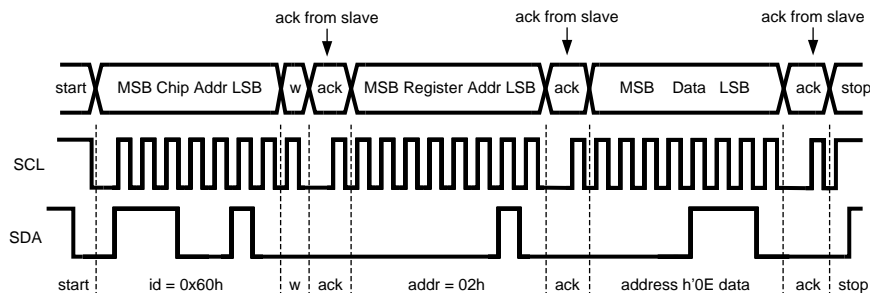 ack from slave ack from slave ack from slave
start MSB Chip Addr LSB w ack MSB Register Addr LSB ack MSB Data LSB ack stop
SCL
SDA
start id = 0x60h w ack addr = 02h ack address h'0E data ack stop